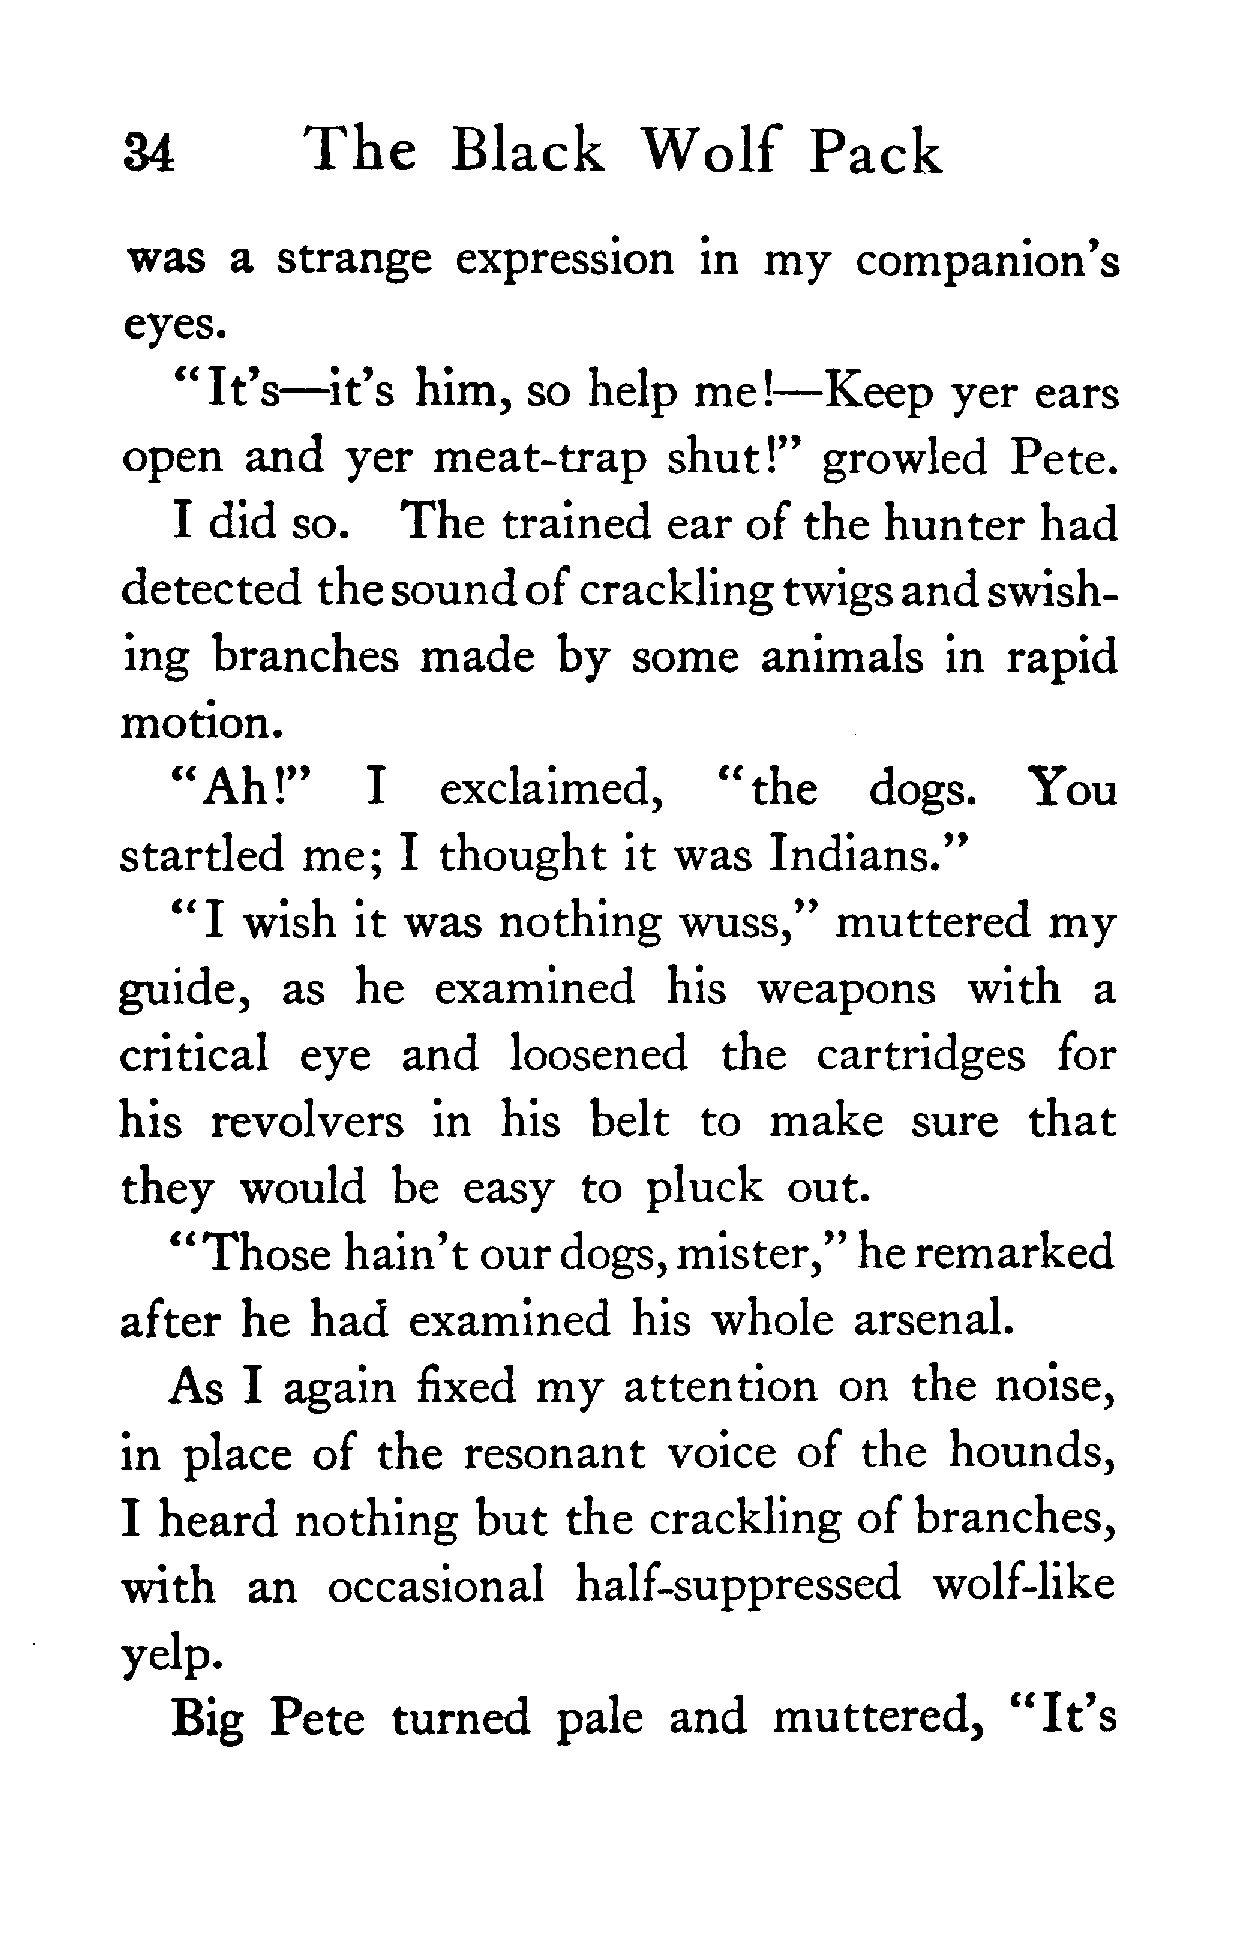 34 The Black Wolf Pack
was a strange expression in my companion's
eyes.
"It's—it's him, so help me!—Keep yer ears
open and yer meat-trap shut!" growled Pete.
I did so. The trained ear of the hunter had
detected the sound of crackling twigs and swish-
ing branches made by some animals in rapid
motion.
"Ah!" I exclaimed, "the dogs. You
startled me; I thought it was Indians."
"I wish it was nothing wuss," muttered my
guide, as he examined his weapons with a
critical eye and loosened the cartridges for
his revolvers in his belt to make sure that
they would be easy to pluck out.
"Those hain't our dogs, mister," he remarked
after he had examined his whole arsenal.
As I again fixed my attention on the noise,
in place of the resonant voice of the hounds,
I heard nothing but the crackling of branches,
with an occasional half-suppressed wolf-like
yelp.
Big Pete turned pale and muttered, "It's